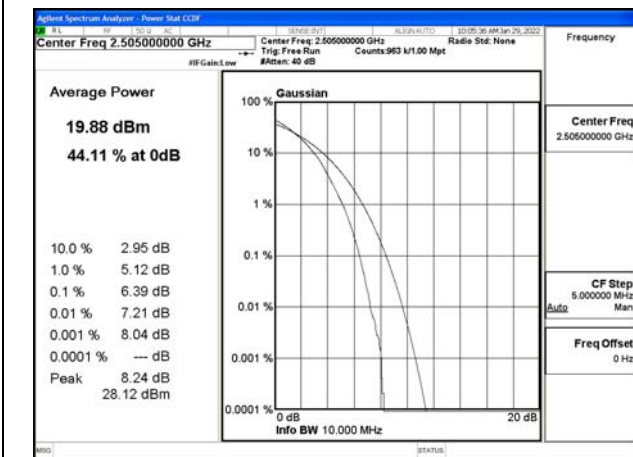 Agilent Spectrum Analyzer - Power Stat CCDF
RL RF 50 Ω AC SENSE:INT ALIGN AUTO 10:05:36 AM Jan 29, 2022
Center Freq 2.505000000 GHz
Center Freq: 2.505000000 GHz Radio Std: None
Trig: Free Run Counts:963 k/1.00 Mpt
#IFGain:Low #Atten: 40 dB
Frequency
Average Power
19.88 dBm
44.11 % at 0dB
10.0 % 2.95 dB
1.0 % 5.12 dB
0.1 % 6.39 dB
0.01 % 7.21 dB
0.001 % 8.04 dB
0.0001 % --- dB
Peak 8.24 dB
28.12 dBm
Gaussian
100 %
10 %
1 %
0.1 %
0.01 %
0.001 %
0.0001 %
0 dB 20 dB
Info BW 10.000 MHz
Center Freq
2.505000000 GHz
CF Step
5.000000 MHz
Auto Man
Freq Offset
0 Hz
MSG STATUS